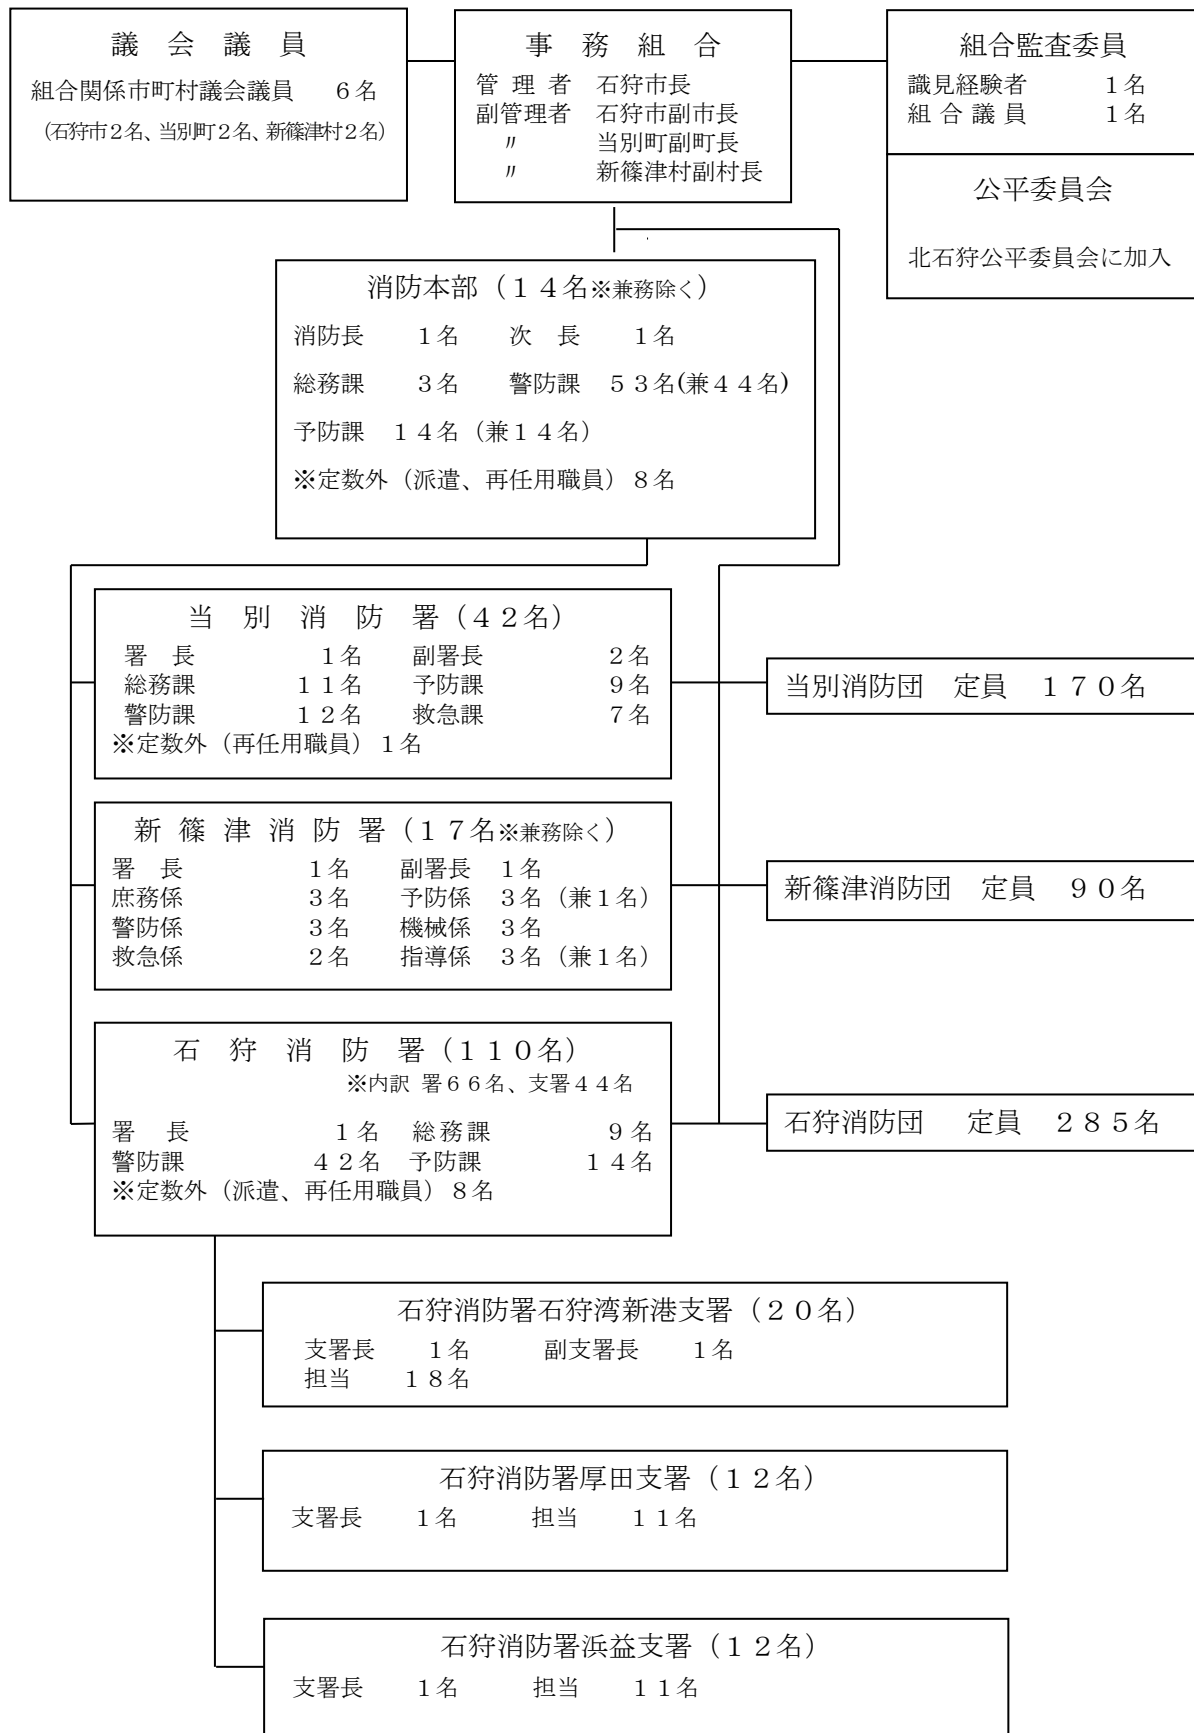 議　会　議　員
組合関係市町村議会議員　６名
（石狩市２名、当別町２名、新篠津村２名）
事　務　組　合
管 理 者　石狩市長
副管理者　石狩市副市長
〃　当別町副町長
〃　新篠津村副村長
組合監査委員
識見経験者　１名
組 合 議 員　１名
公平委員会
北石狩公平委員会に加入
消防本部（１４名※兼務除く）
消防長　１名　次　長　１名
総務課　３名　警防課　５３名(兼４４名)
予防課　１４名（兼１４名）
※定数外（派遣、再任用職員）８名
当　別　消　防　署（４２名）
署　長　１名　副署長　２名
総務課　１１名　予防課　９名
警防課　１２名　救急課　７名
※定数外（再任用職員）１名
当別消防団　定員　１７０名
新 篠 津 消 防 署（１７名※兼務除く）
署　長　１名　副署長　１名
庶務係　３名　予防係　３名（兼１名）
警防係　３名　機械係　３名
救急係　２名　指導係　３名（兼１名）
新篠津消防団　定員　９０名
石　狩　消　防　署（１１０名）
※内訳 署６６名、支署４４名
署　長　１名　総務課　９名
警防課　４２名　予防課　１４名
※定数外（派遣、再任用職員）８名
石狩消防団　定員　２８５名
石狩消防署石狩湾新港支署（２０名）
支署長　１名　副支署長　１名
担当　１８名
石狩消防署厚田支署（１２名）
支署長　１名　担当　１１名
石狩消防署浜益支署（１２名）
支署長　１名　担当　１１名